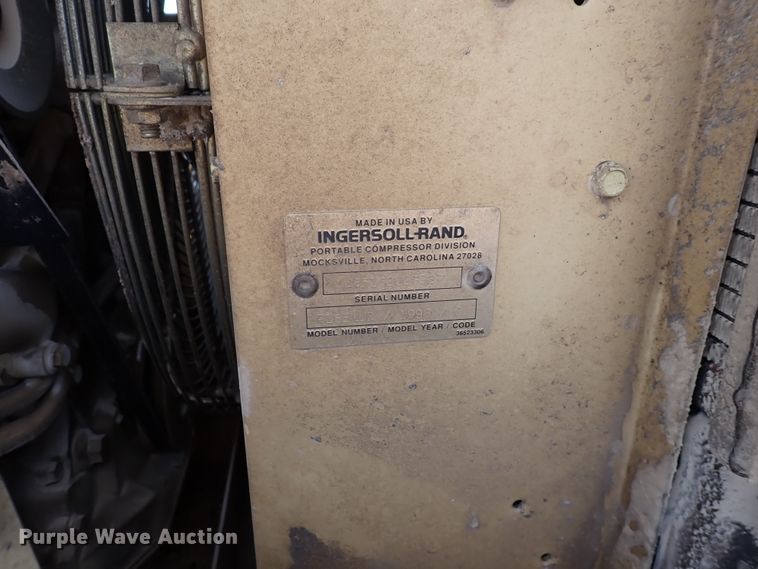 MADE IN USA BY
INGERSOLL-RAND®
PORTABLE COMPRESSOR DIVISION
MOCKSVILLE, NORTH CAROLINA 27028
SERIAL NUMBER
MODEL NUMBER / MODEL YEAR / CODE
36523306
Purple Wave Auction